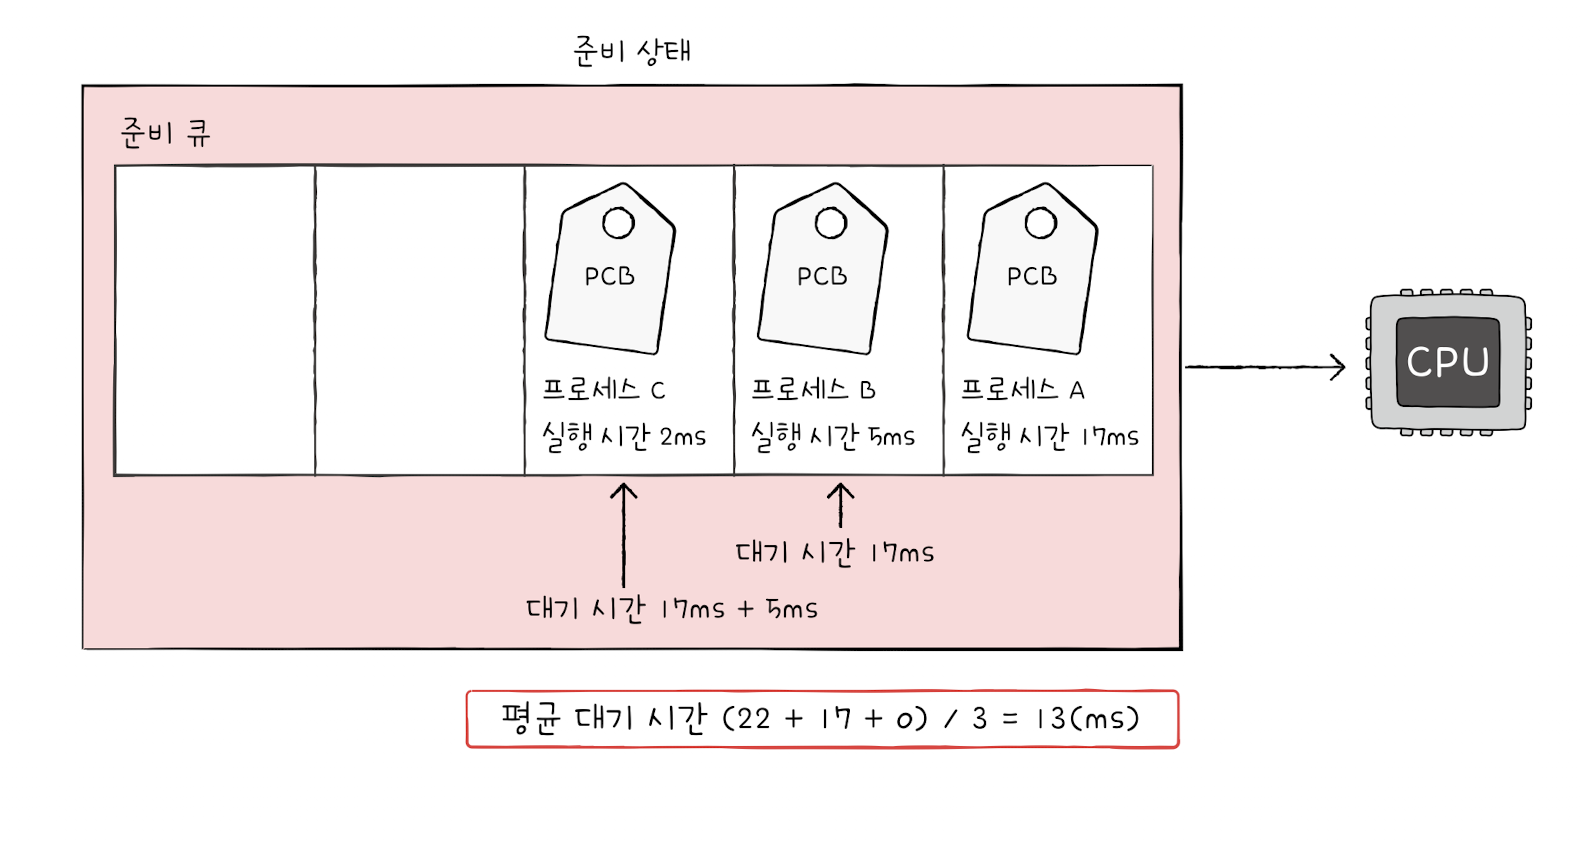 준비 상태
준비 큐
PCB
PCB
PCB
CPU
프로세스 C
실행 시간 2ms
프로세스 B
실행 시간 5ms
프로세스 A
실행 시간 17ms
대기 시간 17ms
대기 시간 17ms + 5ms
평균 대기 시간 (22 + 17 + 0) / 3 = 13(ms)